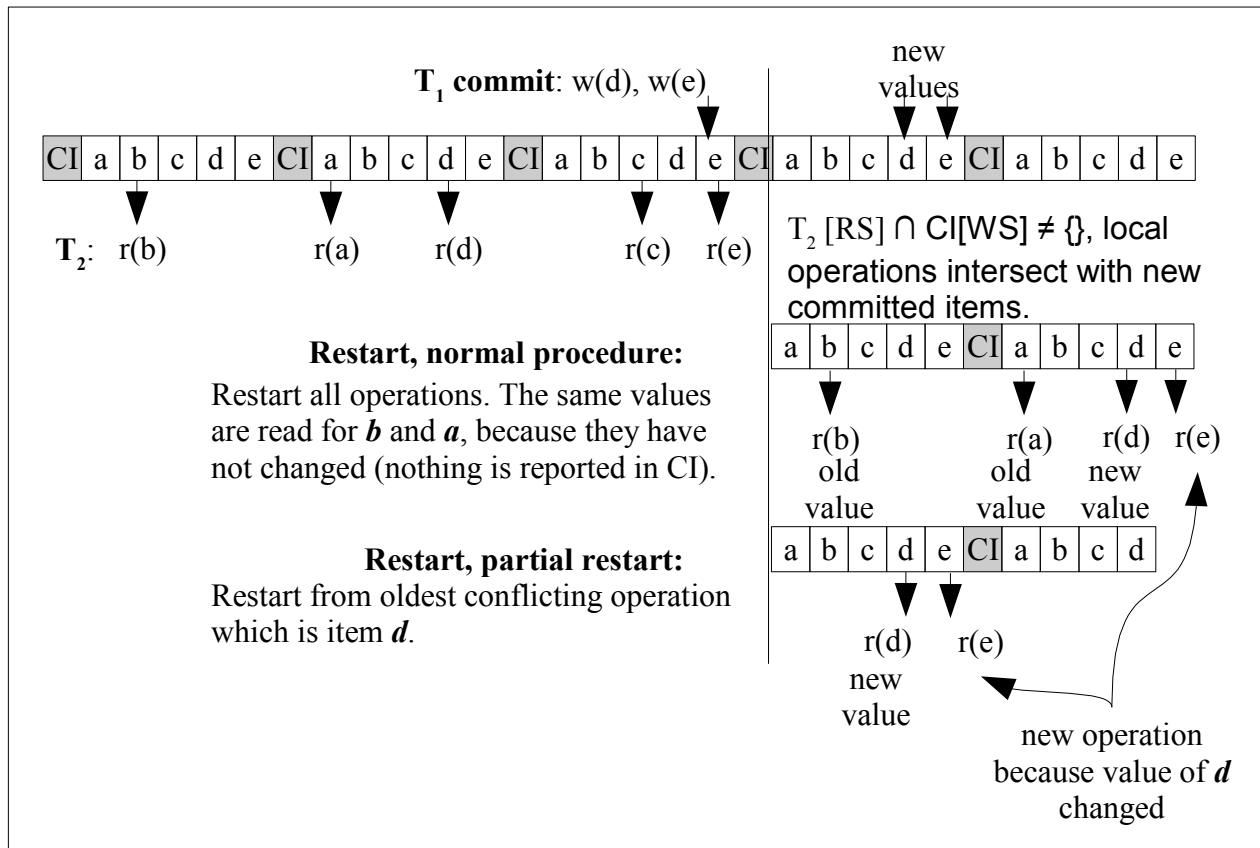 new
values
T1 commit: w(d), w(e)
CI a b c d e CI a b c d e CI a b c d e CI a b c d e CI a b c d e
T2: r(b) r(a) r(d) r(c) r(e)
T2 [RS] ∩ CI[WS] ≠ {}, local
operations intersect with new
committed items.
Restart, normal procedure:
Restart all operations. The same values
are read for b and a, because they have
not changed (nothing is reported in CI).
a b c d e CI a b c d e
r(b) r(a) r(d) r(e)
old old new
value value value
Restart, partial restart:
Restart from oldest conflicting operation
which is item d.
a b c d e CI a b c d
r(d) r(e)
new
value
new operation
because value of d
changed